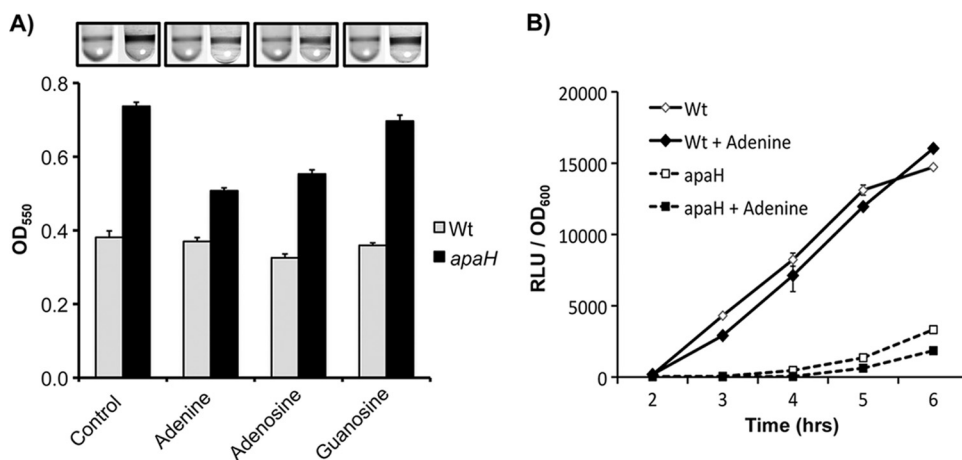 A)
0.8
0.6
0.4
0.2
0.0
OD550
Wt
apaH
Control
Adenine
Adenosine
Guanosine
B)
20000
15000
10000
5000
0
RLU / OD600
Wt
Wt + Adenine
apaH
apaH + Adenine
2 3 4 5 6
Time (hrs)